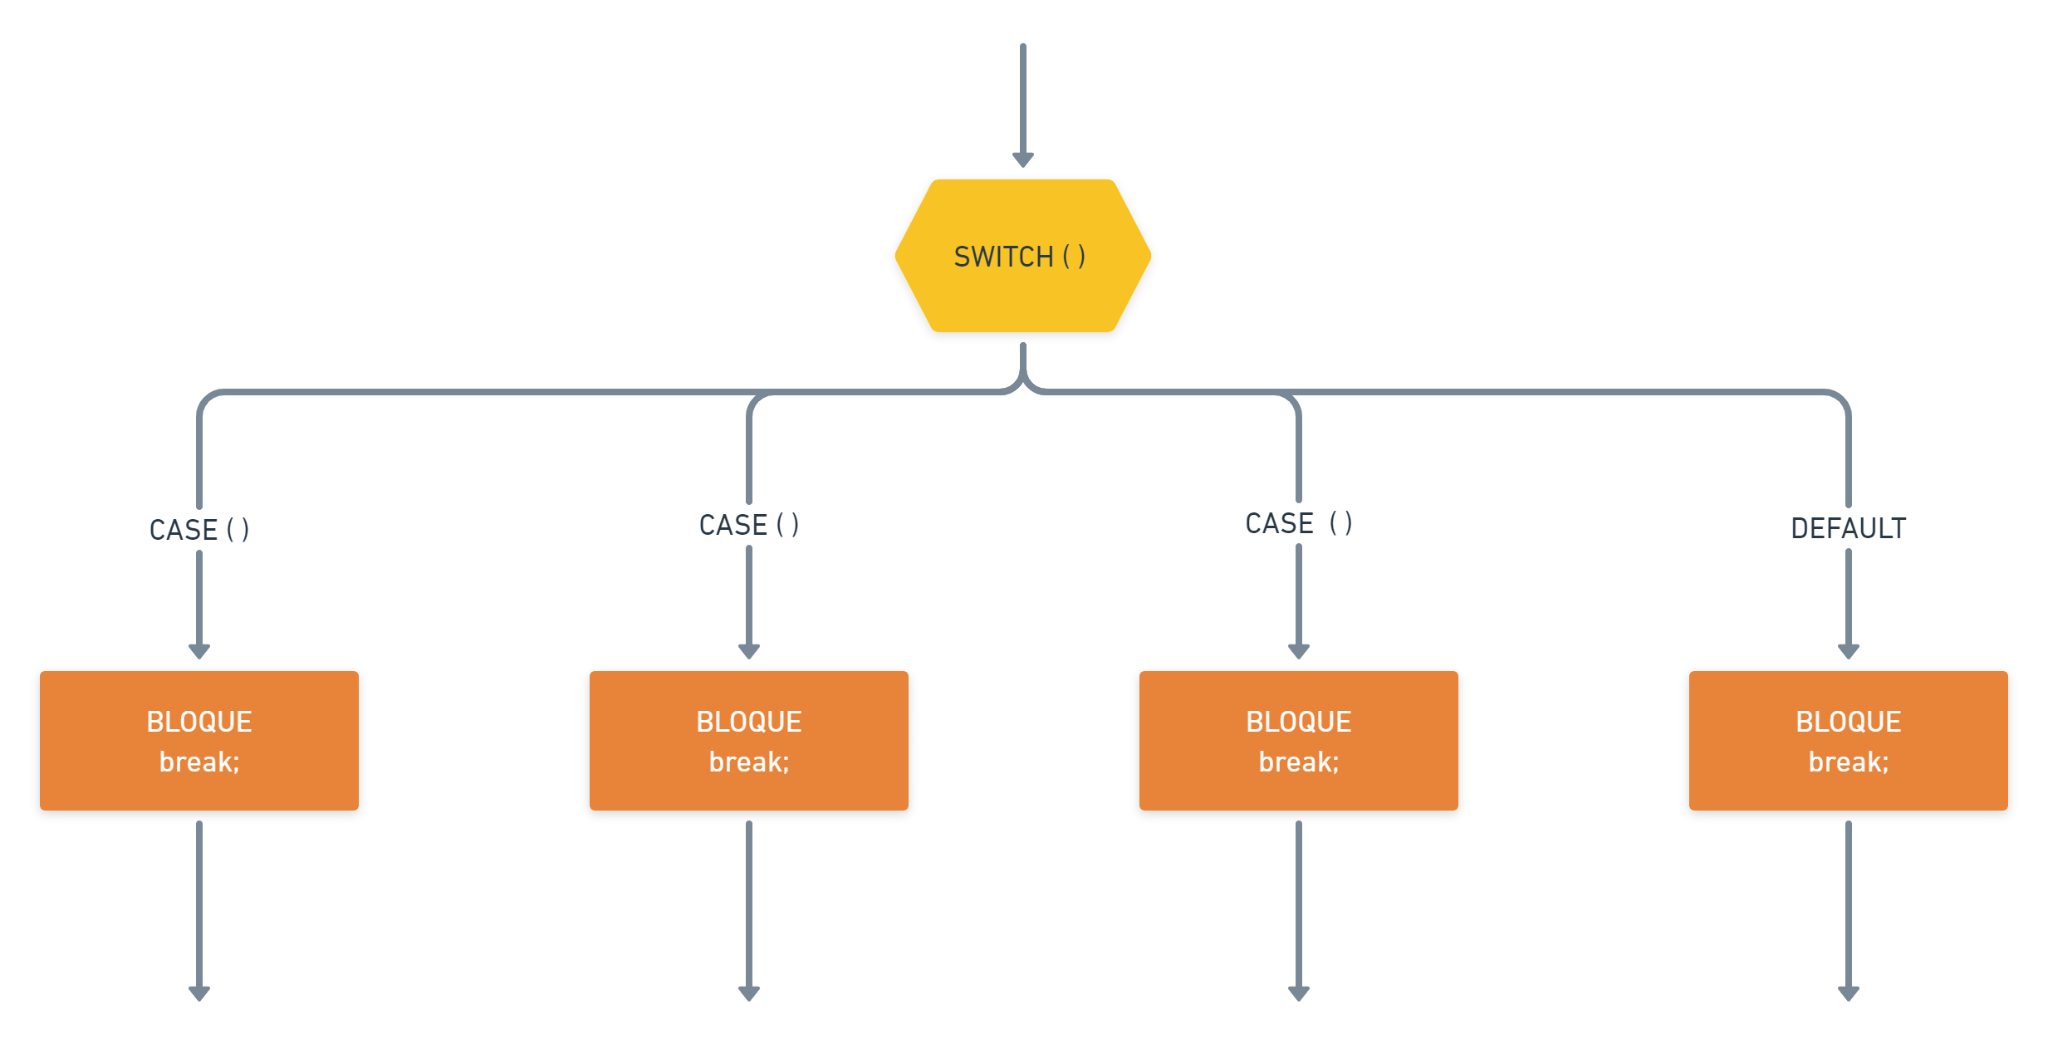 SWITCH ( )
CASE ( )
CASE ( )
CASE  ( )
DEFAULT
BLOQUE
break;
BLOQUE
break;
BLOQUE
break;
BLOQUE
break;